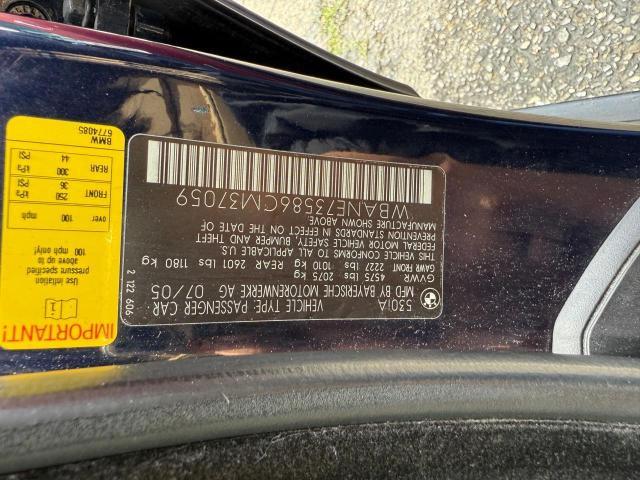 530iA
VEHICLE TYPE: PASSENGER CAR
MFD BY BAYERISCHE MOTORENWERKE AG 07/05
GVWR 4575 lbs 2075 kg
GAWR FRONT 2227 lbs 1010 kg REAR 2601 lbs 1180 kg
THIS VEHICLE CONFORMS TO ALL APPLICABLE U.S.
FEDERAL MOTOR VEHICLE SAFETY, BUMPER AND THEFT
PREVENTION STANDARDS IN EFFECT ON THE DATE OF
MANUFACTURE SHOWN ABOVE.
WBANE73586CM37059
2 122 606
IMPORTANT!
Use inflation
pressure specified
above up to
100 mph only!
over 100 mph
FRONT
kPa PSI
250 36
REAR
kPa PSI
300 44
BMW
6774085